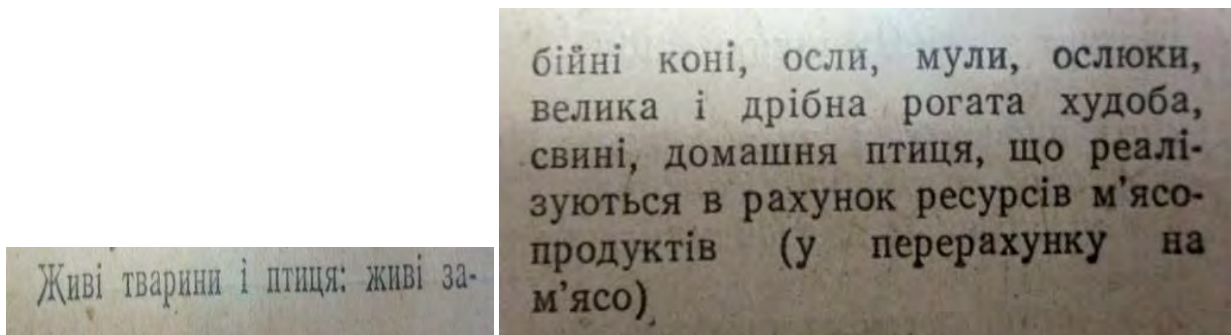 Живі тварини і птиця: живі за-
бійні коні, осли, мули, ослюки,
велика і дрібна рогата худоба,
свині, домашня птиця, що реалі-
зуються в рахунок ресурсів м’ясо-
продуктів (у перерахунку на
м’ясо)